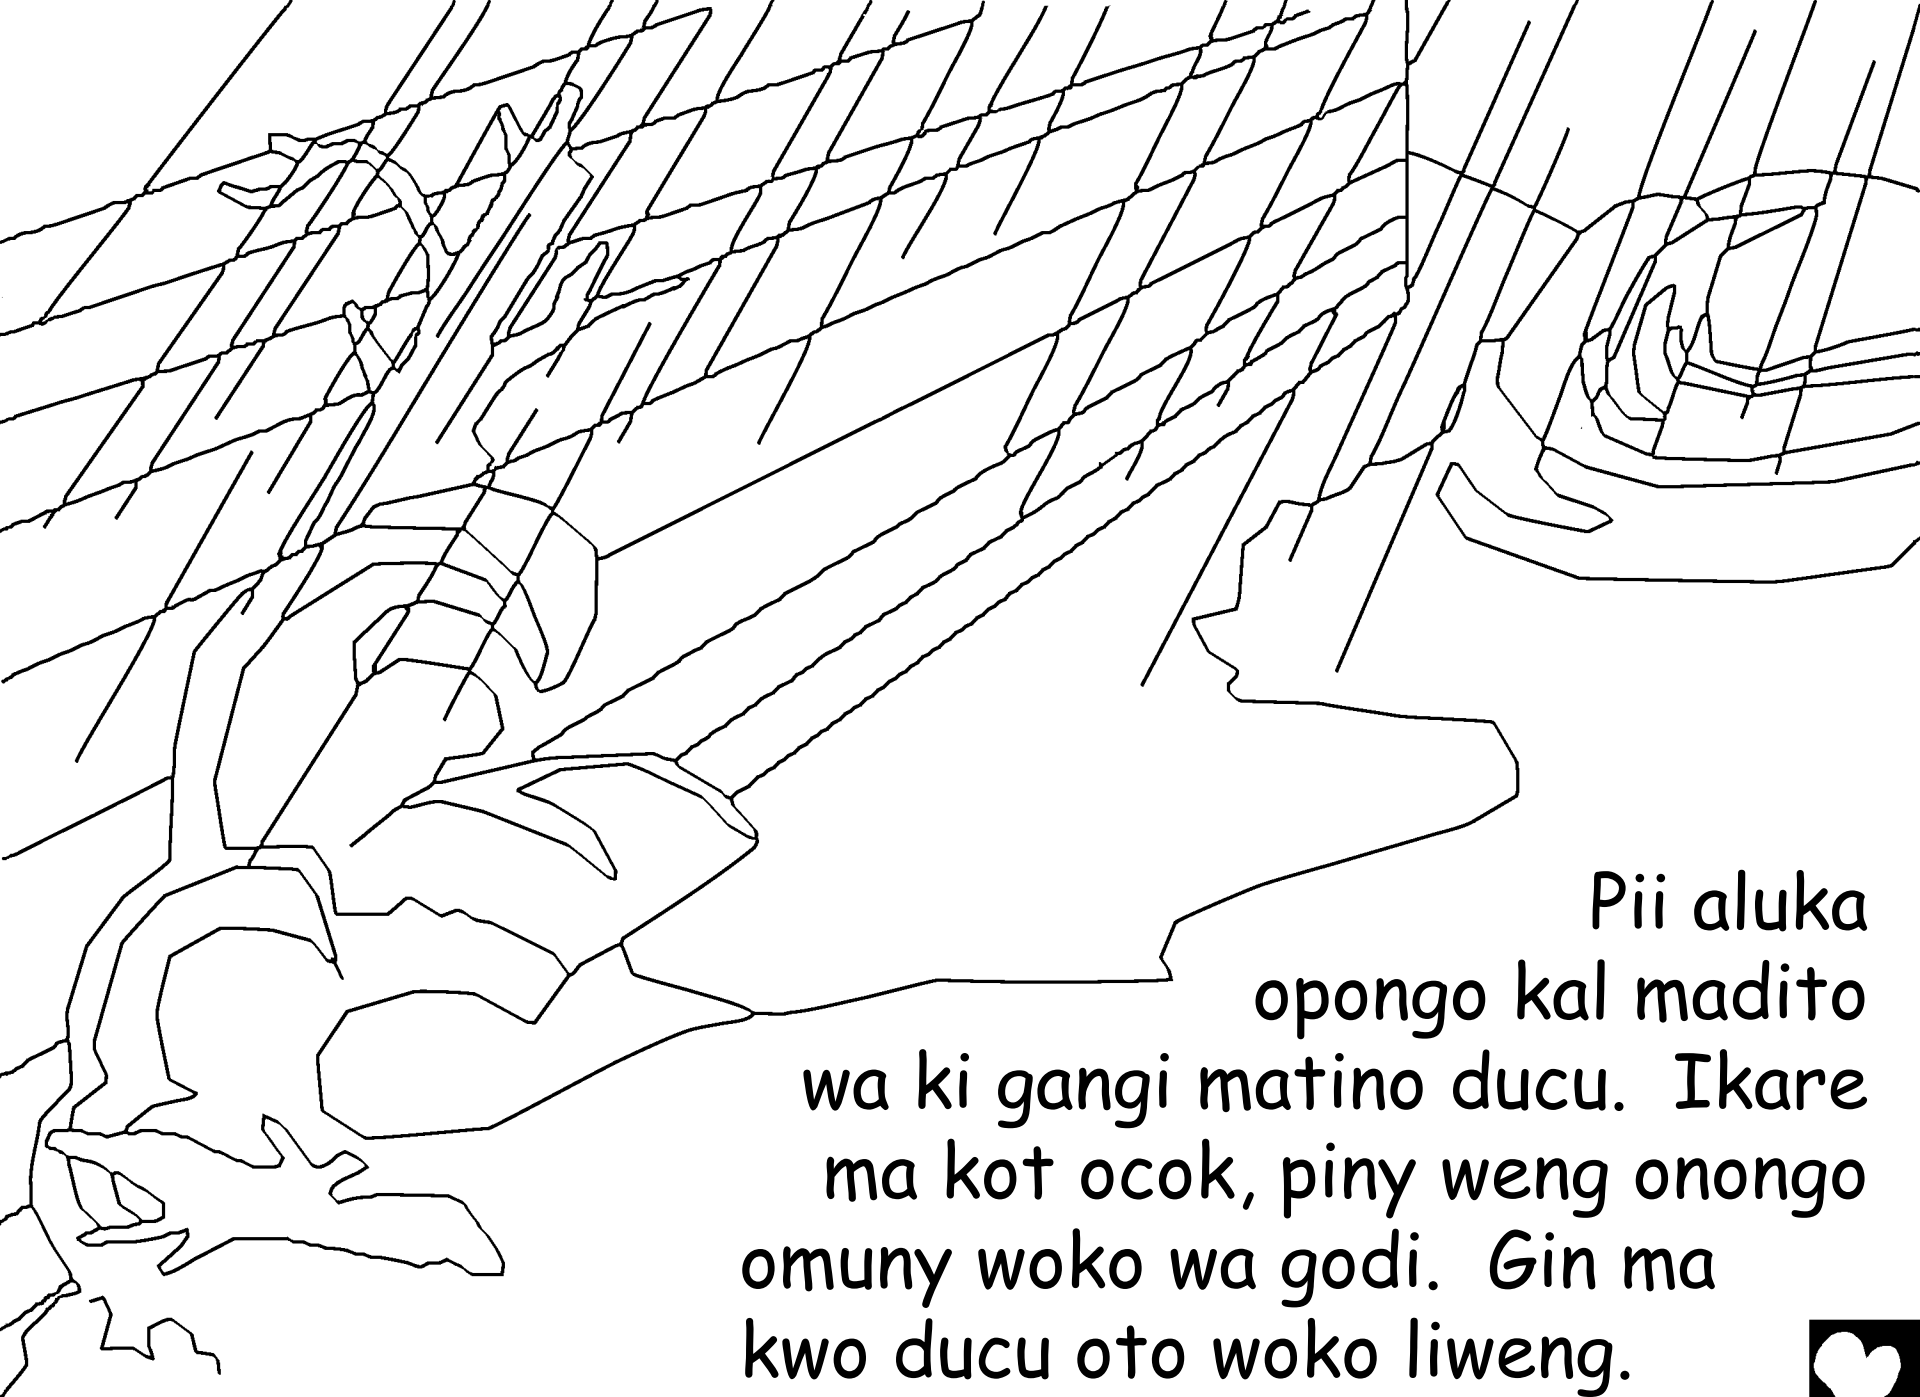 Pii aluka
opongo kal madito
wa ki gangi matino ducu.  Ikare
ma kot ocok, piny weng onongo
omuny woko wa godi.  Gin ma
kwo ducu oto woko liweng.